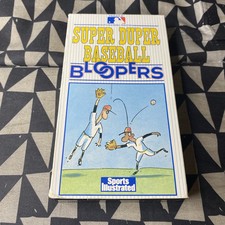 SUPER DUPER
BASEBALL
BLOOPERS
Sports
Illustrated